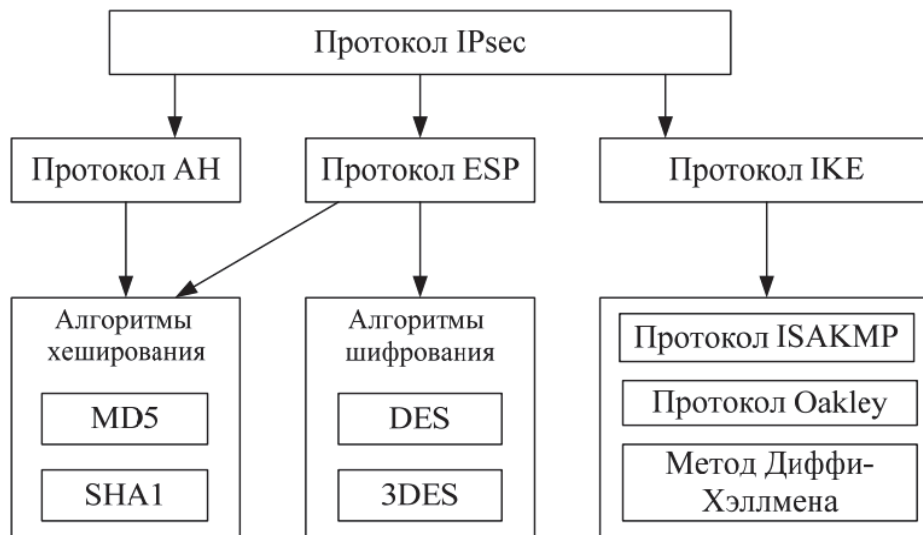 Протокол IPsec
Протокол AH
Протокол ESP
Протокол IKE
Алгоритмы
хеширования
MD5
SHA1
Алгоритмы
шифрования
DES
3DES
Протокол ISAKMP
Протокол Oakley
Метод Диффи-
Хэллмена